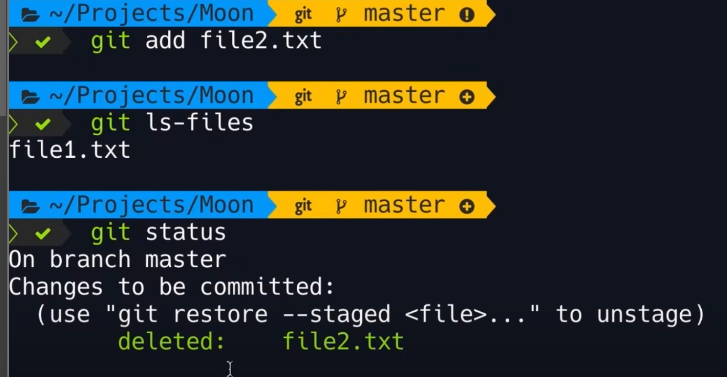 ~/Projects/Moon git master
git add file2.txt
~/Projects/Moon git master
git ls-files
file1.txt
~/Projects/Moon git master
git status
On branch master
Changes to be committed:
(use "git restore --staged <file>..." to unstage)
deleted: file2.txt